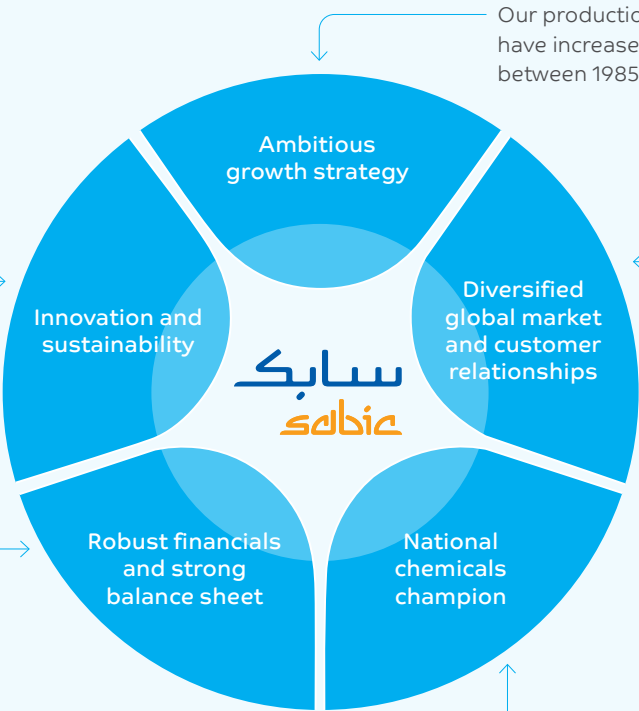 Our production
have increase
between 1985
Ambitious
growth strategy
Diversified
global market
and customer
relationships
Innovation and
sustainability
سابك
sabic
Robust financials
and strong
balance sheet
National
chemicals
champion